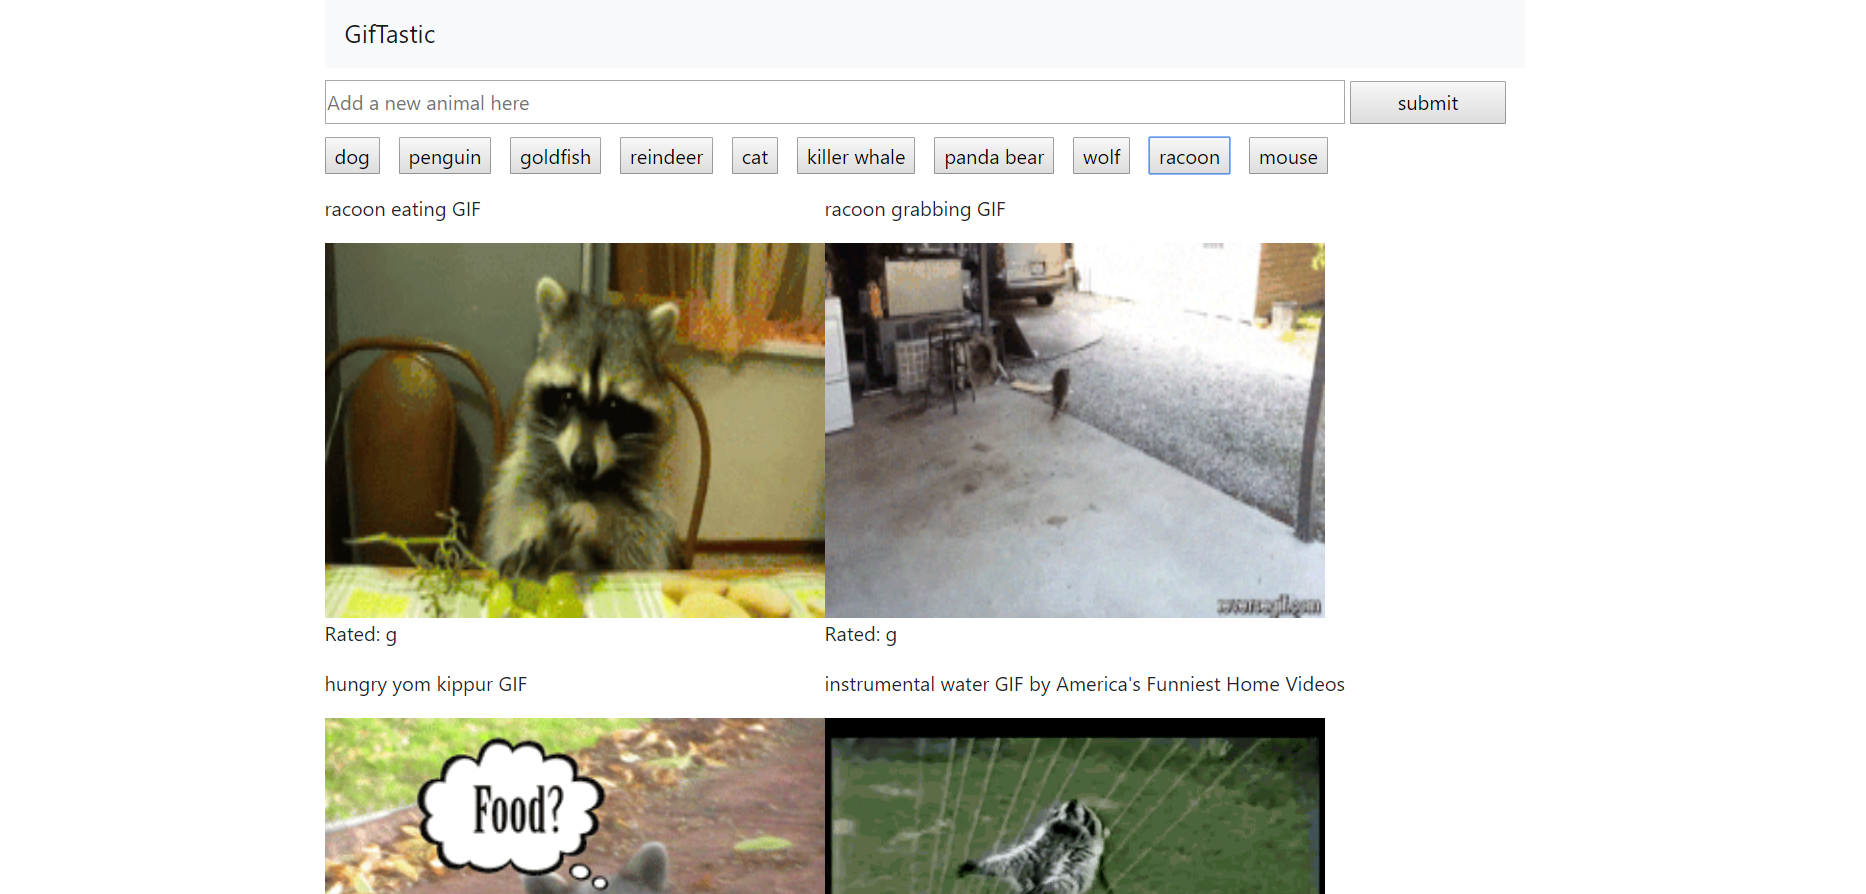 GifTastic
Add a new animal here submit
dog penguin goldfish reindeer cat killer whale panda bear wolf racoon mouse
racoon eating GIF
racoon grabbing GIF
reversegif.com
Rated: g
Rated: g
hungry yom kippur GIF
instrumental water GIF by America's Funniest Home Videos
Food?